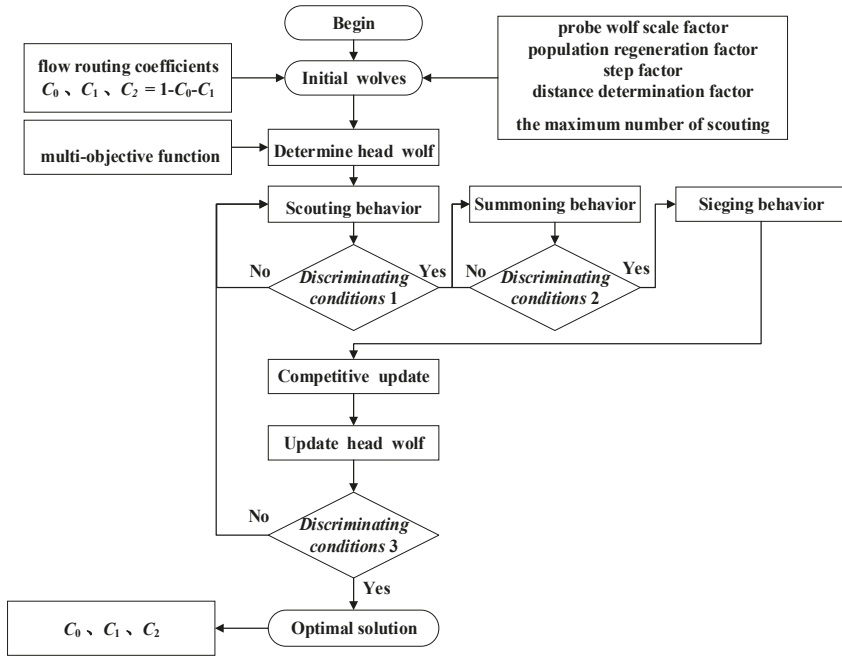 Begin
flow routing coefficients
C₀ 、 C₁ 、 C₂ = 1-C₀-C₁
Initial wolves
probe wolf scale factor
population regeneration factor
step factor
distance determination factor
the maximum number of scouting
multi-objective function
Determine head wolf
Scouting behavior
Summoning behavior
Sieging behavior
No
Discriminating
conditions 1
Yes
No
Discriminating
conditions 2
Yes
Competitive update
Update head wolf
No
Discriminating
conditions 3
Yes
Optimal solution
C₀ 、 C₁ 、 C₂